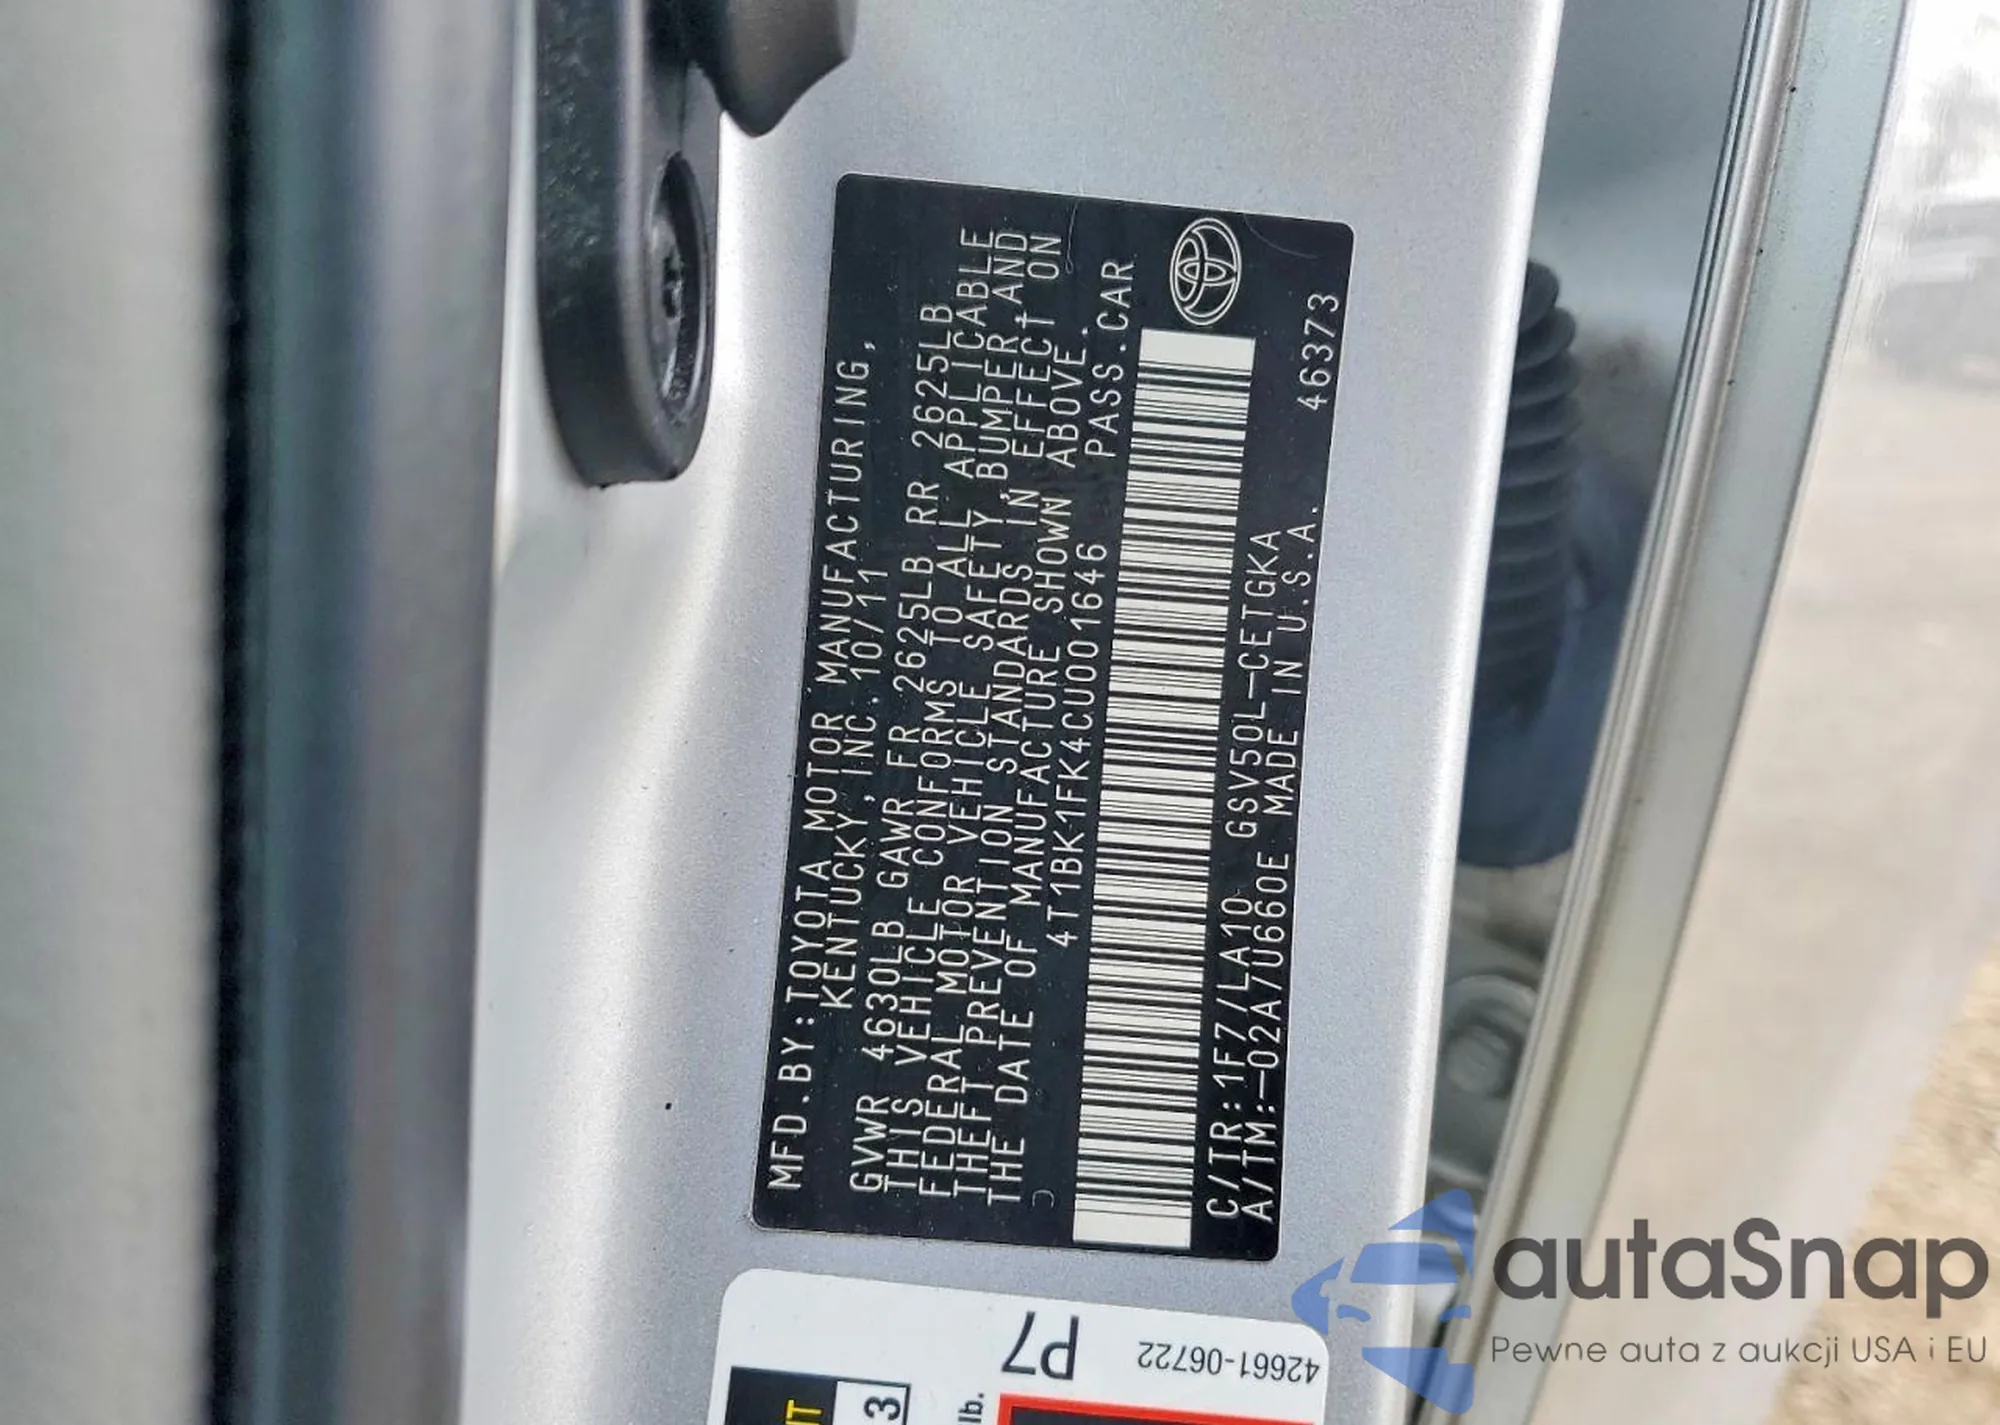 MFD.BY:TOYOTA MOTOR MANUFACTURING,
KENTUCKY,INC. 10/11
GVWR 4630LB GAWR FR 2625LB RR 2625LB
THIS VEHICLE CONFORMS TO ALL APPLICABLE
FEDERAL MOTOR VEHICLE SAFETY,BUMPER,AND
THEFT PREVENTION STANDARDS IN EFFECT ON
THE DATE OF MANUFACTURE SHOWN ABOVE.
4T1BK1FK4CU001646 PASS.CAR
C/TR:1F7/LA10 GSV50L-CETGKA
A/TM:-02A/U660E MADE IN U.S.A.
46373
P7
42661-06722
lb.
3
autaSnap
Pewne auta z aukcji USA i EU